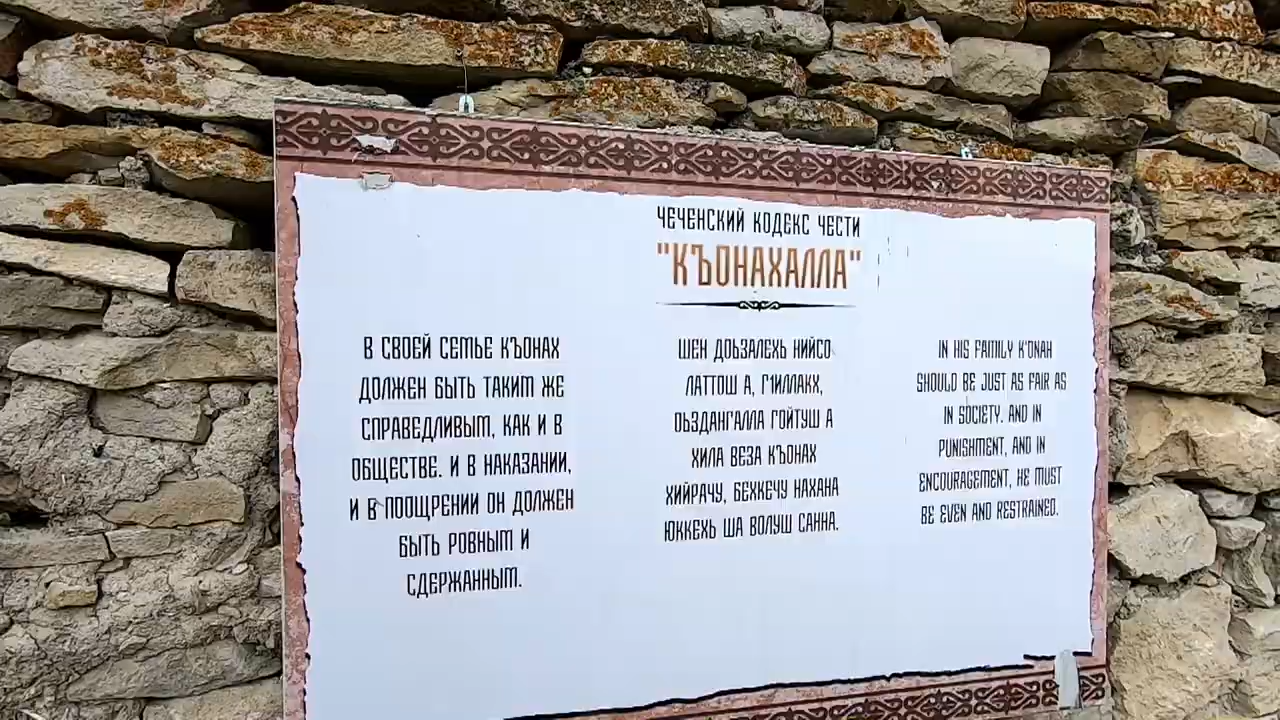 ЧЕЧЕНСКИЙ КОДЕКС ЧЕСТИ
"КЪОНАХАЛЛА"
В СВОЕЙ СЕМЬЕ КЪОНАХ
ДОЛЖЕН БЫТЬ ТАКИМ ЖЕ
СПРАВЕДЛИВЫМ, КАК И В
ОБЩЕСТВЕ. И В НАКАЗАНИИ,
И В ПООЩРЕНИИ ОН ДОЛЖЕН
БЫТЬ РОВНЫМ И
СДЕРЖАННЫМ.
ШЕН ДОЬЗАЛЕХЬ НИЙСО
ЛАТТОШ А, Г1ИЛЛАКХ,
ОЬЗДАНГАЛЛА ГОЙТУШ А
ХИЛА ВЕЗА КЪОНАХ
ХИЙРАЧУ, БЕХКЕЧУ НАХАНА
ЮККЕХЬ ША ВОЛУШ САННА.
IN HIS FAMILY K'ONAH
SHOULD BE JUST AS FAIR AS
IN SOCIETY. AND IN
PUNISHMENT, AND IN
ENCOURAGEMENT, HE MUST
BE EVEN AND RESTRAINED.